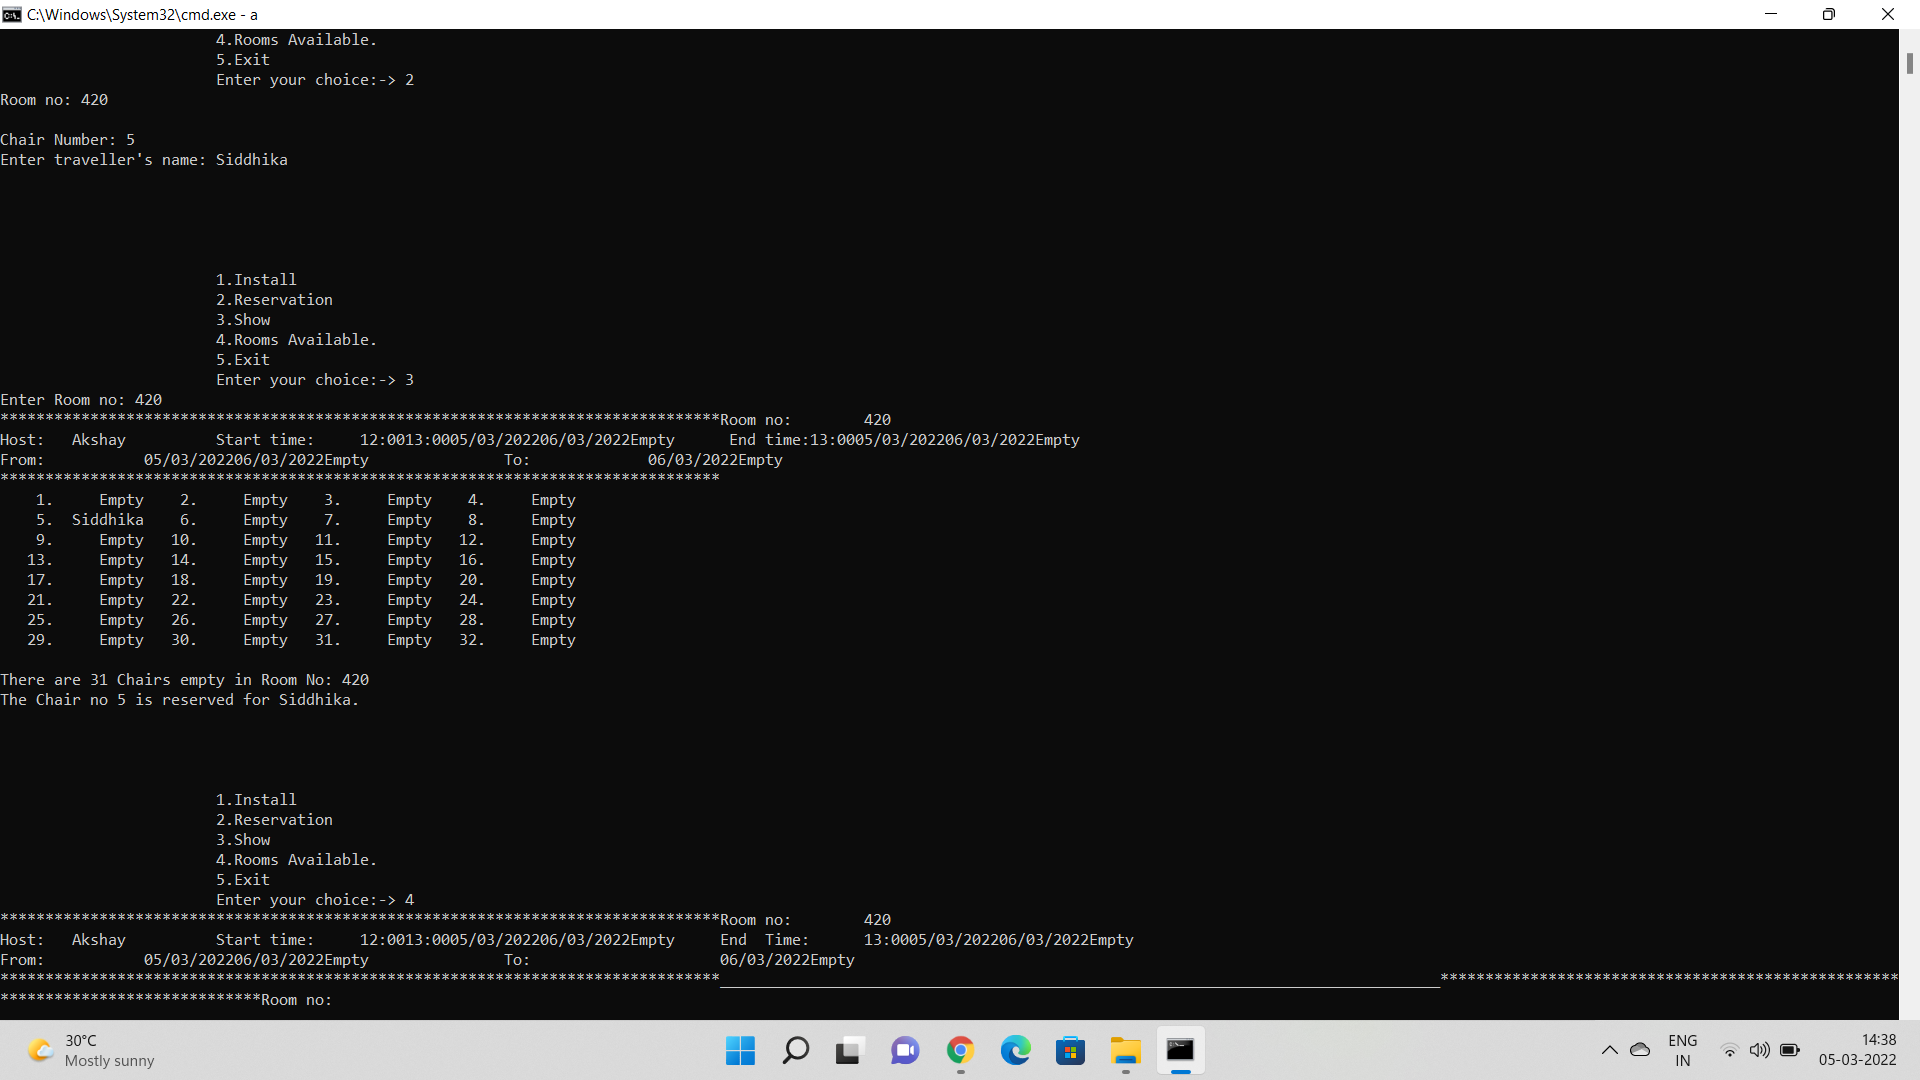 C:\Windows\System32\cmd.exe - a
4.Rooms Available.
5.Exit
Enter your choice:-> 2
Room no: 420
Chair Number: 5
Enter traveller's name: Siddhika
1.Install
2.Reservation
3.Show
4.Rooms Available.
5.Exit
Enter your choice:-> 3
Enter Room no: 420
********************************************************************************Room no:        420
Host:   Akshay          Start time:     12:0013:0005/03/202206/03/2022Empty      End time:13:0005/03/202206/03/2022Empty
From:           05/03/202206/03/2022Empty               To:             06/03/2022Empty
********************************************************************************
1.     Empty    2.     Empty    3.     Empty    4.     Empty
5.  Siddhika    6.     Empty    7.     Empty    8.     Empty
9.     Empty   10.     Empty   11.     Empty   12.     Empty
13.     Empty   14.     Empty   15.     Empty   16.     Empty
17.     Empty   18.     Empty   19.     Empty   20.     Empty
21.     Empty   22.     Empty   23.     Empty   24.     Empty
25.     Empty   26.     Empty   27.     Empty   28.     Empty
29.     Empty   30.     Empty   31.     Empty   32.     Empty
There are 31 Chairs empty in Room No: 420
The Chair no 5 is reserved for Siddhika.
1.Install
2.Reservation
3.Show
4.Rooms Available.
5.Exit
Enter your choice:-> 4
********************************************************************************Room no:        420
Host:   Akshay          Start time:     12:0013:0005/03/202206/03/2022Empty     End  Time:      13:0005/03/202206/03/2022Empty
From:           05/03/202206/03/2022Empty               To:                     06/03/2022Empty
********************************************************************************________________________________________________________________________________***************************************************
*****************************Room no:
30°C
Mostly sunny
ENG
IN
14:38
05-03-2022